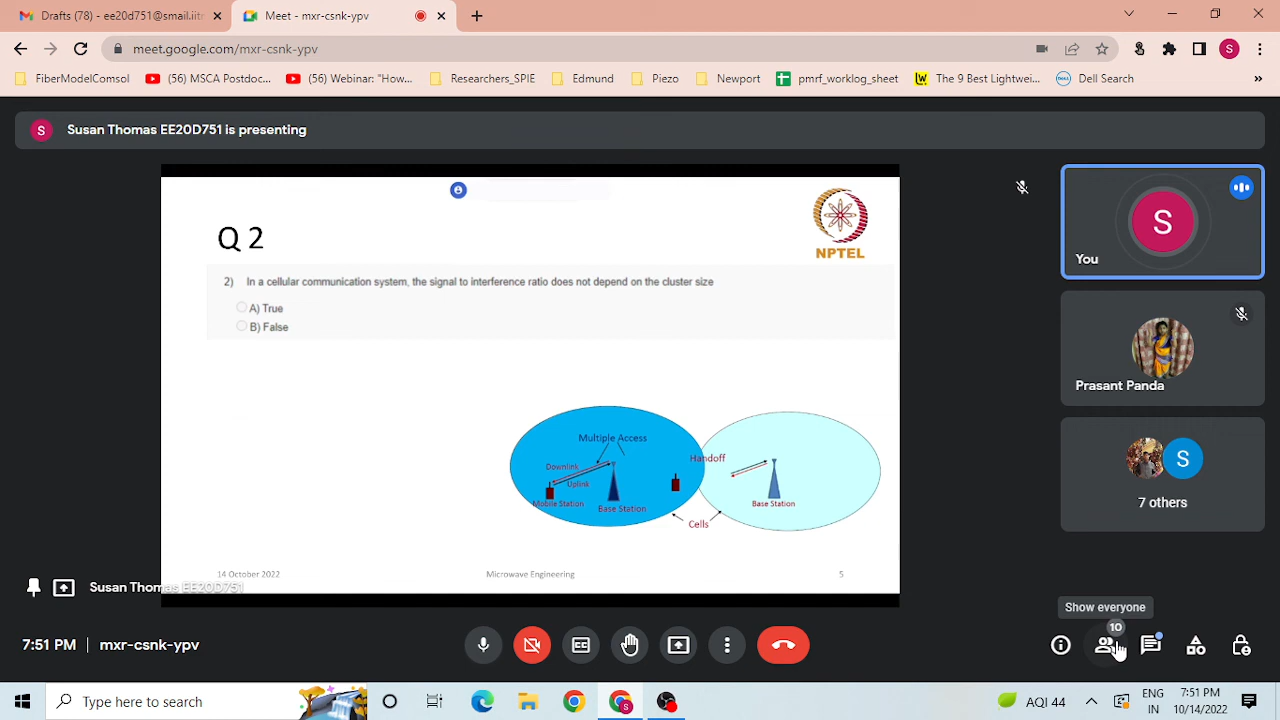 Drafts (78) - ee20d751@smail.iitm
Meet - mxr-csnk-ypv
meet.google.com/mxr-csnk-ypv
FiberModelComsol
(56) MSCA Postdoc...
(56) Webinar: "How...
Researchers_SPIE
Edmund
Piezo
Newport
pmrf_worklog_sheet
The 9 Best Lightwei...
Dell Search
S
S
Susan Thomas EE20D751 is presenting
Q 2
NPTEL
2) In a cellular communication system, the signal to interference ratio does not depend on the cluster size
A) True
B) False
Multiple Access
Downlink
Uplink
Mobile Station
Base Station
Handoff
Base Station
Cells
14 October 2022
Microwave Engineering
5
Susan Thomas EE20D751
S
You
Prasant Panda
S
7 others
Show everyone
10
7:51 PM | mxr-csnk-ypv
Type here to search
S
AQI 44
ENG
IN
7:51 PM
10/14/2022